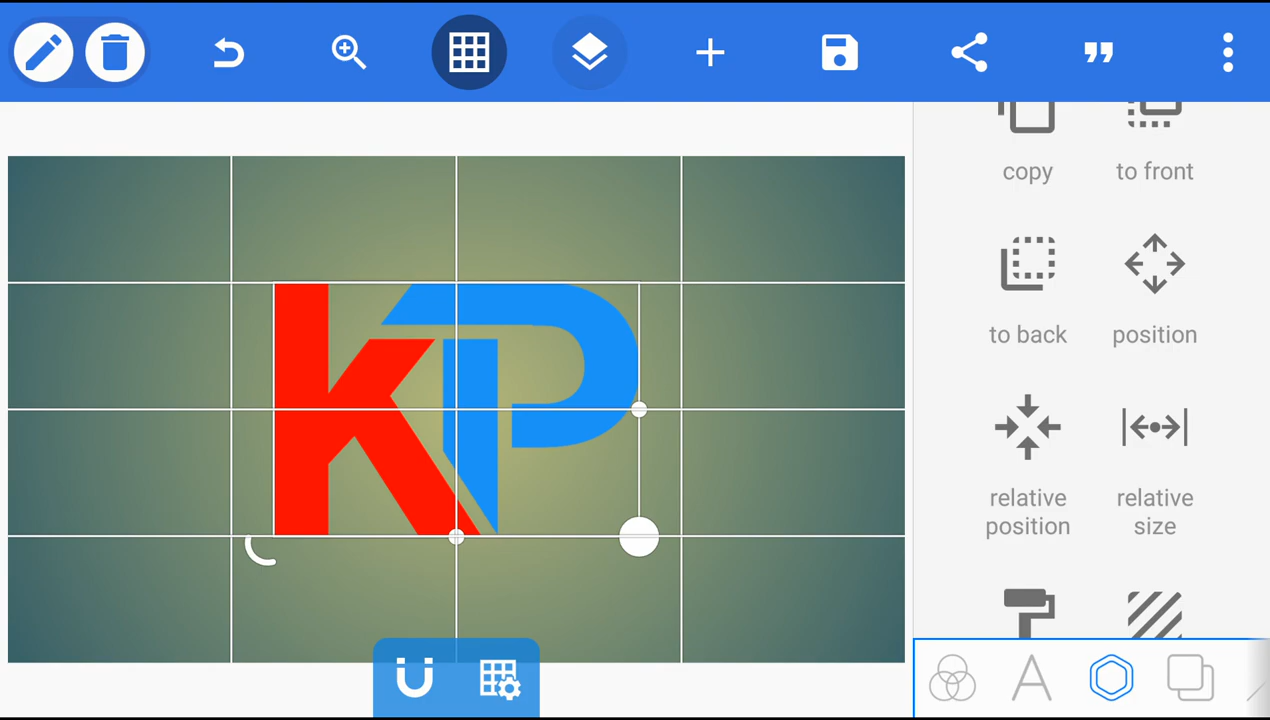 copy
to front
to back
position
KP
relative
position
relative
size